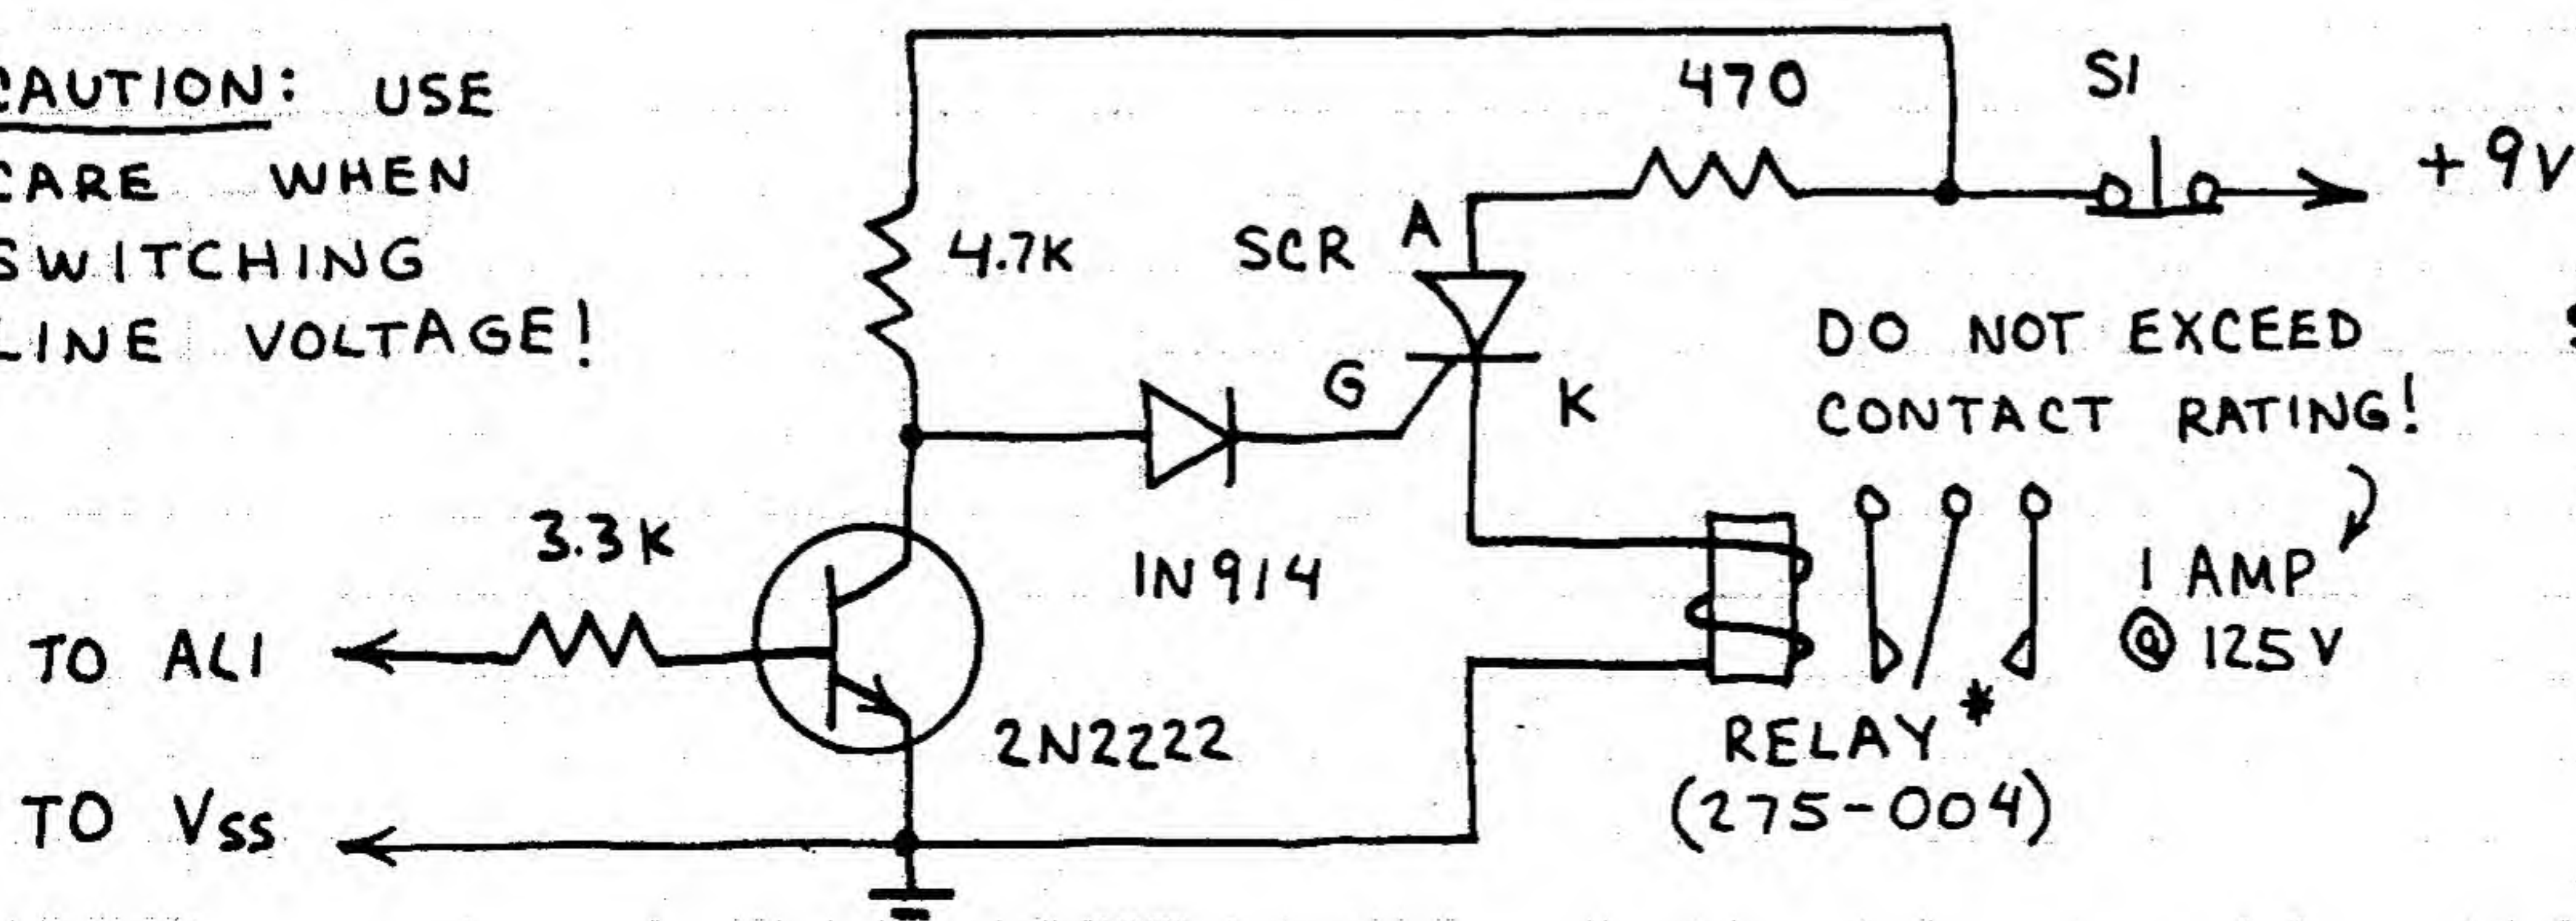 CAUTION: USE
CARE WHEN
SWITCHING
LINE VOLTAGE!
470
S1
+9V
4.7K
SCR
A
G
K
DO NOT EXCEED
CONTACT RATING!
1 AMP
@ 125V
3.3K
1N914
TO AL1
2N2222
RELAY *
(275-004)
TO VSS